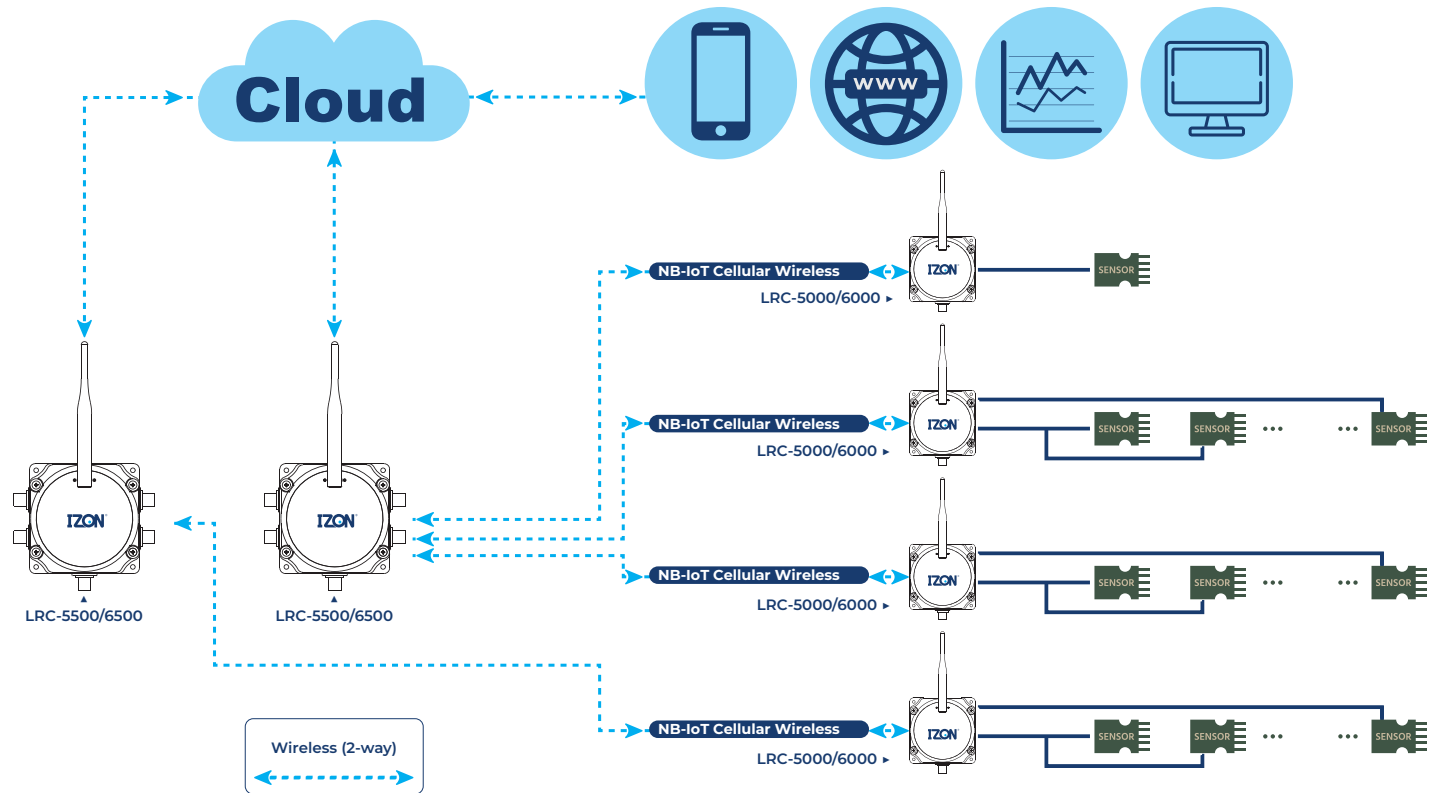 Cloud
WWW
NB-IoT Cellular Wireless
LRC-5000/6000 ►
IZON
SENSOR
NB-IoT Cellular Wireless
LRC-5000/6000 ►
IZON
SENSOR
SENSOR
...
...
SENSOR
IZON
▲
LRC-5500/6500
IZON
▲
LRC-5500/6500
NB-IoT Cellular Wireless
LRC-5000/6000 ►
IZON
SENSOR
SENSOR
...
...
SENSOR
NB-IoT Cellular Wireless
LRC-5000/6000 ►
IZON
SENSOR
SENSOR
...
...
SENSOR
Wireless (2-way)